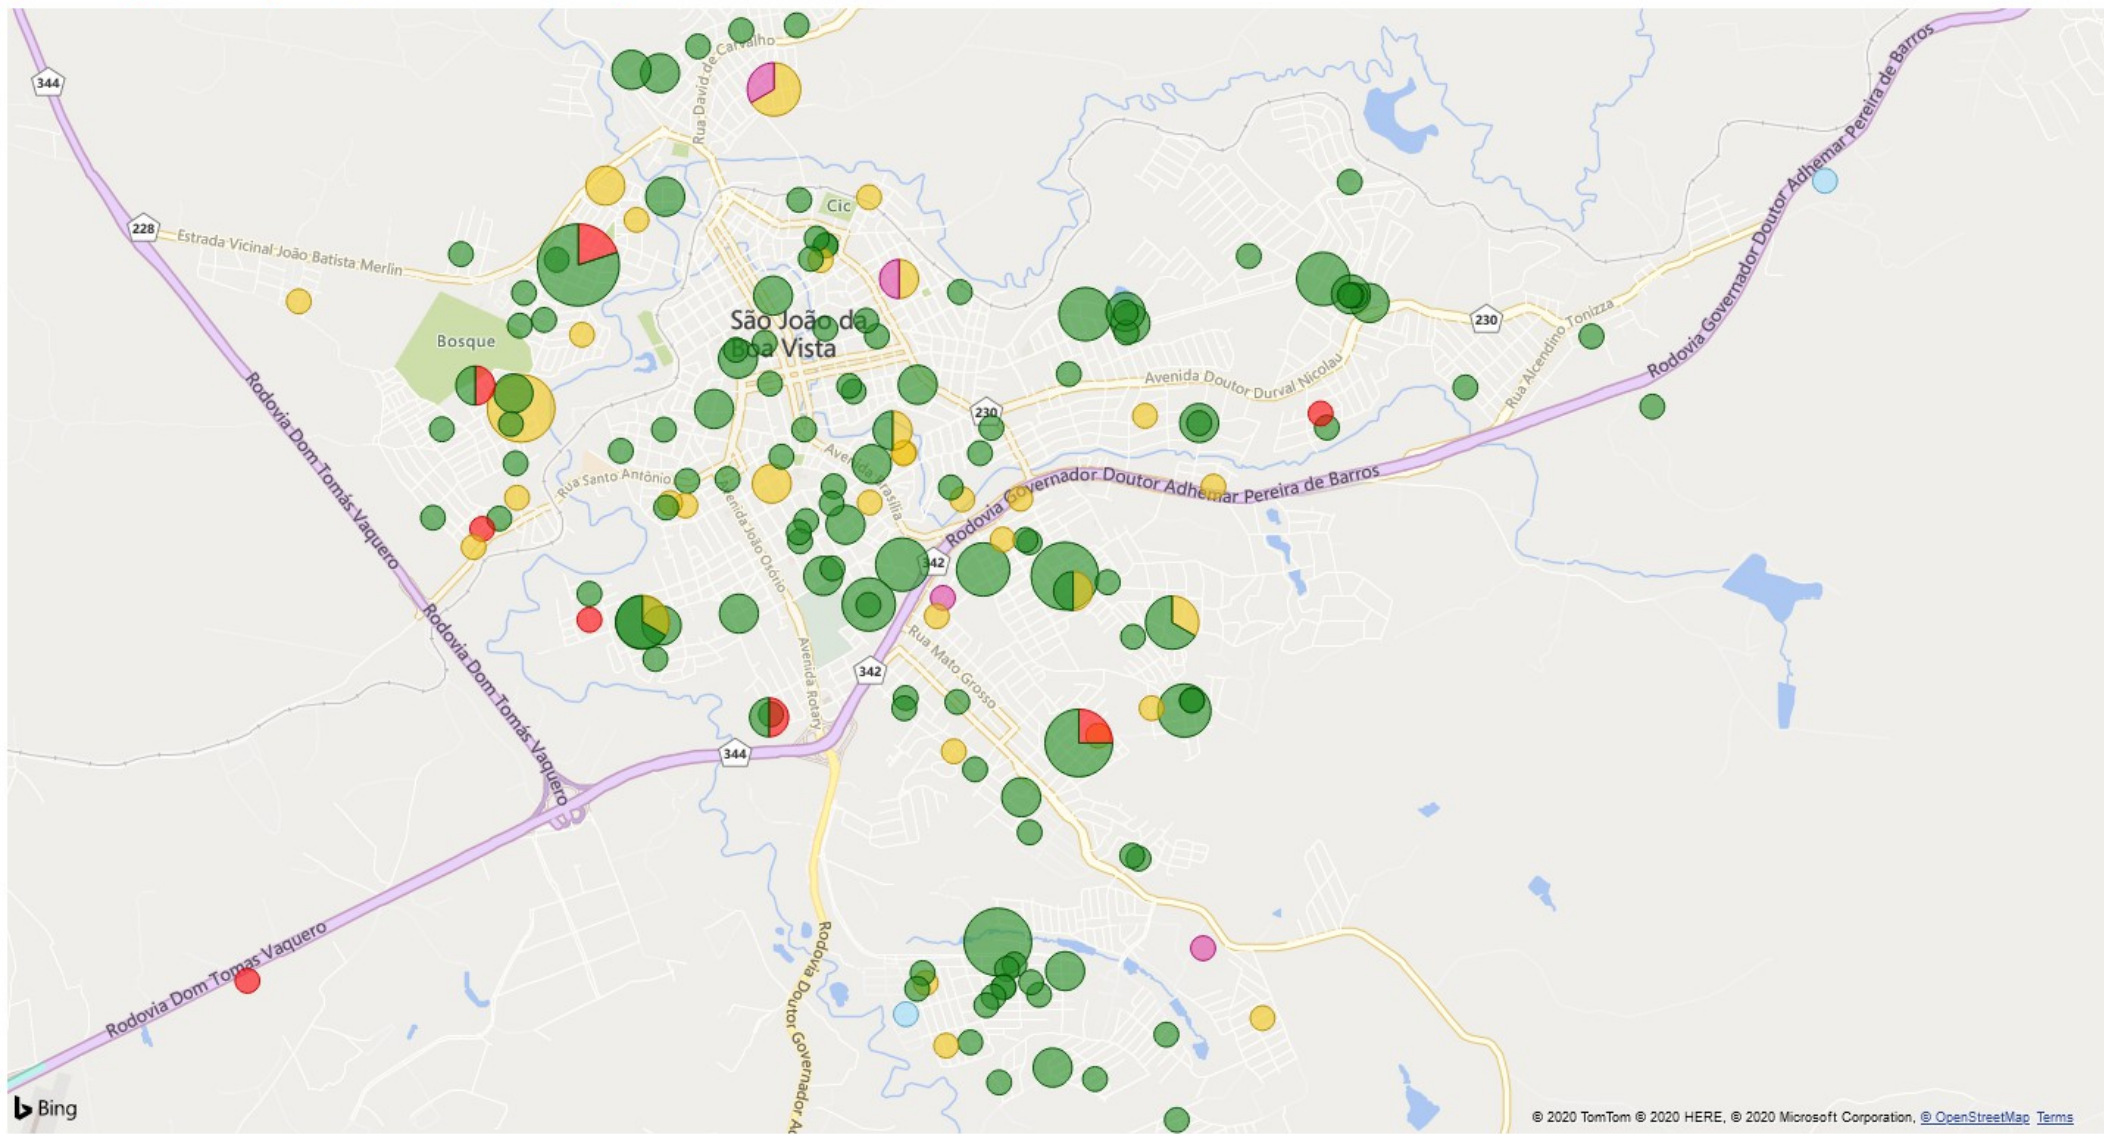 Rua David de Carvalho
344
Rodovia Governador Doutor Adhemar Pereira de Barros
Cic
228
Estrada Vicinal João Batista Merlin
São João da
Boa Vista
Bosque
230
Rua Alcendino Tonizza
Avenida Doutor Durval Nicolau
230
Rodovia Dom Tomás Vaquero
Rua Santo Antônio
Avenida Brasília
Avenida João Osório
Rodovia Governador Doutor Adhemar Pereira de Barros
342
Rodovia Dom Tomás Vaquero
Rua Mato Grosso
Avenida Rotary
342
344
Rodovia Dom Tomas Vaquero
Rodovia Doutor Governador A
Bing
© 2020 TomTom © 2020 HERE, © 2020 Microsoft Corporation, © OpenStreetMap Terms